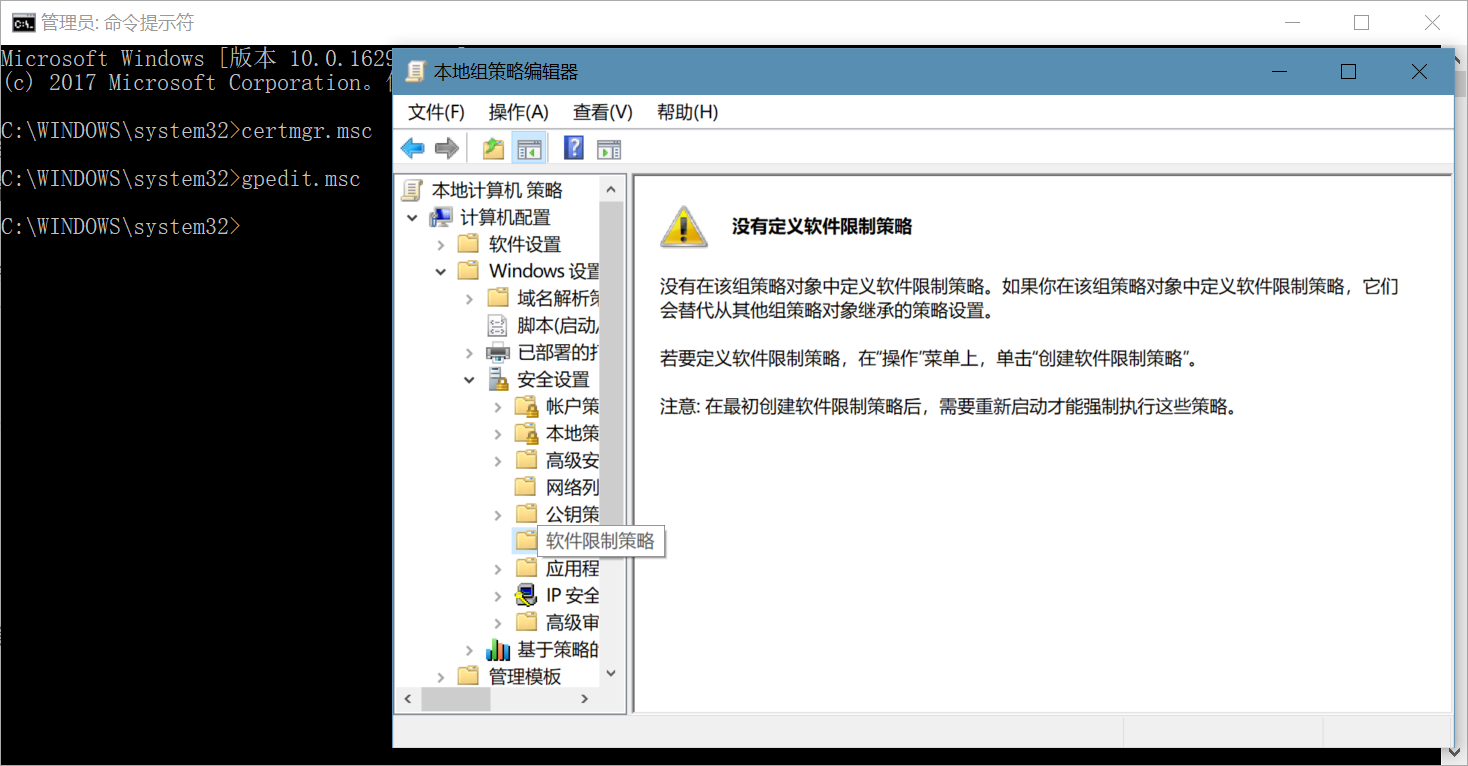 管理员: 命令提示符
Microsoft Windows [版本 10.0.1629
(c) 2017 Microsoft Corporation。
C:\WINDOWS\system32>certmgr.msc
C:\WINDOWS\system32>gpedit.msc
C:\WINDOWS\system32>
本地组策略编辑器
文件(F) 操作(A) 查看(V) 帮助(H)
本地计算机 策略
计算机配置
软件设置
Windows 设置
域名解析策
脚本(启动/
已部署的打
安全设置
帐户策
本地策
高级安
网络列
公钥策
软件限制策略
应用程
IP 安全
高级审
基于策略的
管理模板
没有定义软件限制策略
没有在该组策略对象中定义软件限制策略。如果你在该组策略对象中定义软件限制策略，它们
会替代从其他组策略对象继承的策略设置。
若要定义软件限制策略，在“操作”菜单上，单击“创建软件限制策略”。
注意: 在最初创建软件限制策略后，需要重新启动才能强制执行这些策略。